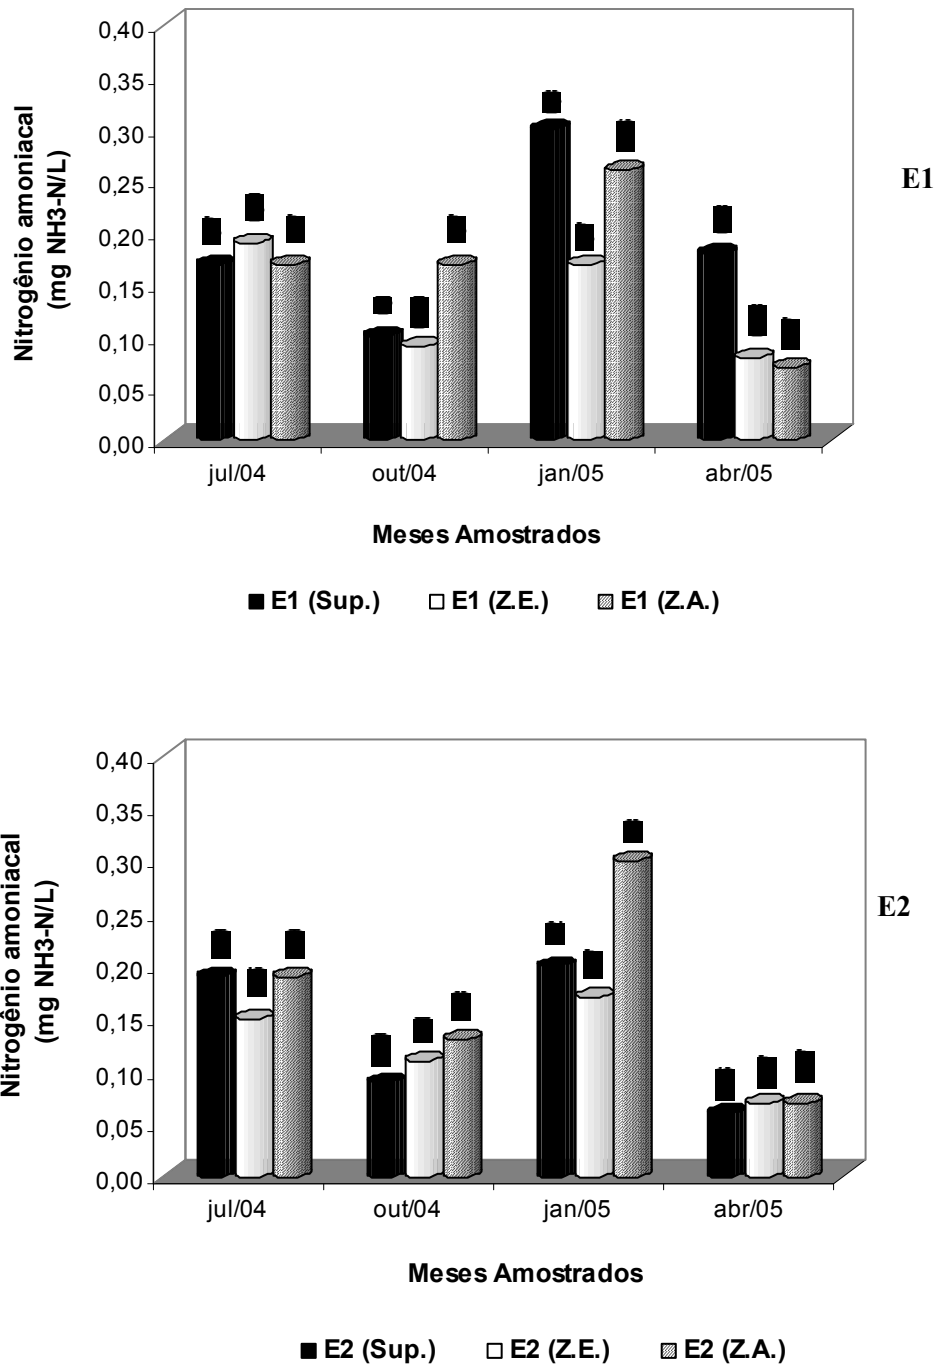 0,40
0,35
0,30
0,25
0,20
0,15
0,10
0,05
0,00
Nitrogênio amoniacal
(mg NH3-N/L)
jul/04 out/04 jan/05 abr/05
Meses Amostrados
E1 (Sup.) E1 (Z.E.) E1 (Z.A.)
E1
0,40
0,35
0,30
0,25
0,20
0,15
0,10
0,05
0,00
Nitrogênio amoniacal
(mg NH3-N/L)
jul/04 out/04 jan/05 abr/05
Meses Amostrados
E2 (Sup.) E2 (Z.E.) E2 (Z.A.)
E2